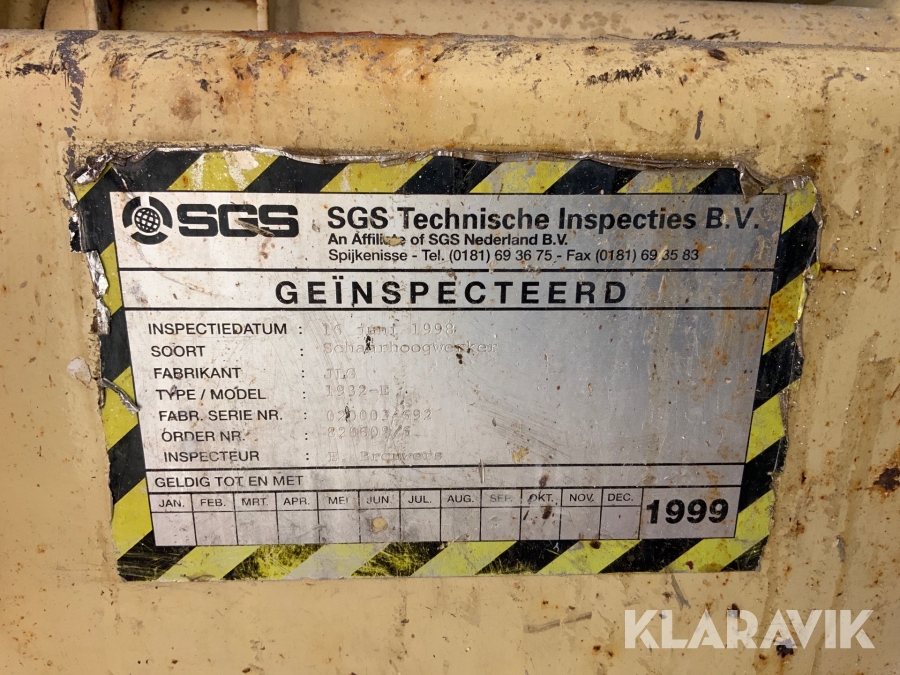 SGS
SGS Technische Inspecties B.V.
An Affiliate of SGS Nederland B.V.
Spijkenisse - Tel. (0181) 69 36 75 - Fax (0181) 69 35 83
GEÏNSPECTEERD
INSPECTIEDATUM : 16 juni 1998
SOORT : Schaarhoogwerker
FABRIKANT : JLG
TYPE / MODEL : 1932-E
FABR. SERIE NR. :
ORDER NR. :
INSPECTEUR : Brouwers
GELDIG TOT EN MET
JAN. FEB. MRT. APR. MEI JUN. JUL. AUG. SEP. OKT. NOV. DEC. 1999
KLARAVIK